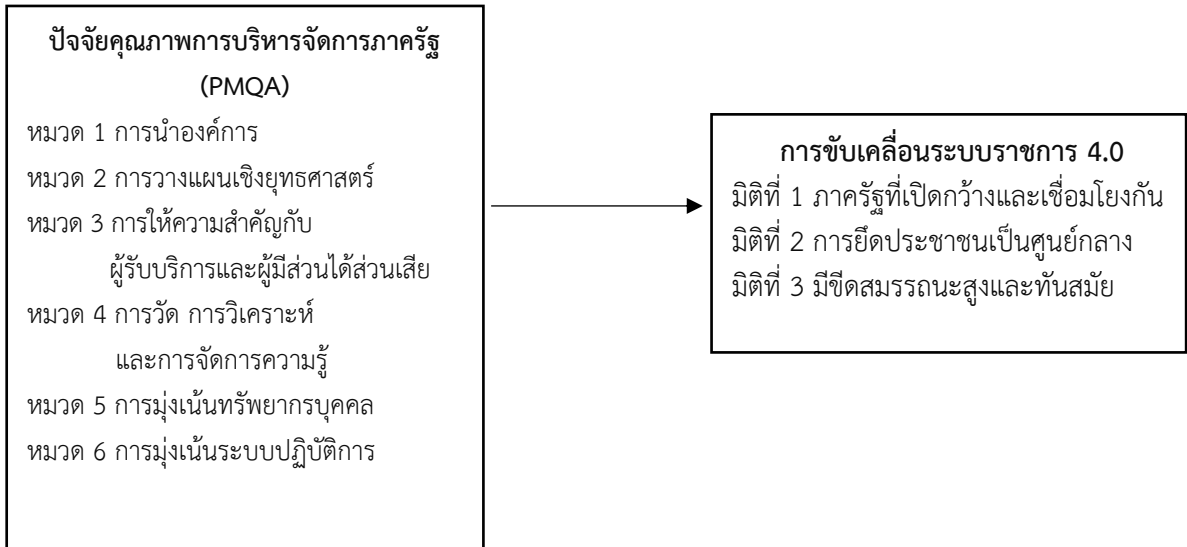 ปัจจัยคุณภาพการบริหารจัดการภาครัฐ
(PMQA)
หมวด 1 การนำองค์การ
หมวด 2 การวางแผนเชิงยุทธศาสตร์
หมวด 3 การให้ความสำคัญกับ
ผู้รับบริการและผู้มีส่วนได้ส่วนเสีย
หมวด 4 การวัด การวิเคราะห์
และการจัดการความรู้
หมวด 5 การมุ่งเน้นทรัพยากรบุคคล
หมวด 6 การมุ่งเน้นระบบปฏิบัติการ
การขับเคลื่อนระบบราชการ 4.0
มิติที่ 1 ภาครัฐที่เปิดกว้างและเชื่อมโยงกัน
มิติที่ 2 การยึดประชาชนเป็นศูนย์กลาง
มิติที่ 3 มีขีดสมรรถนะสูงและทันสมัย